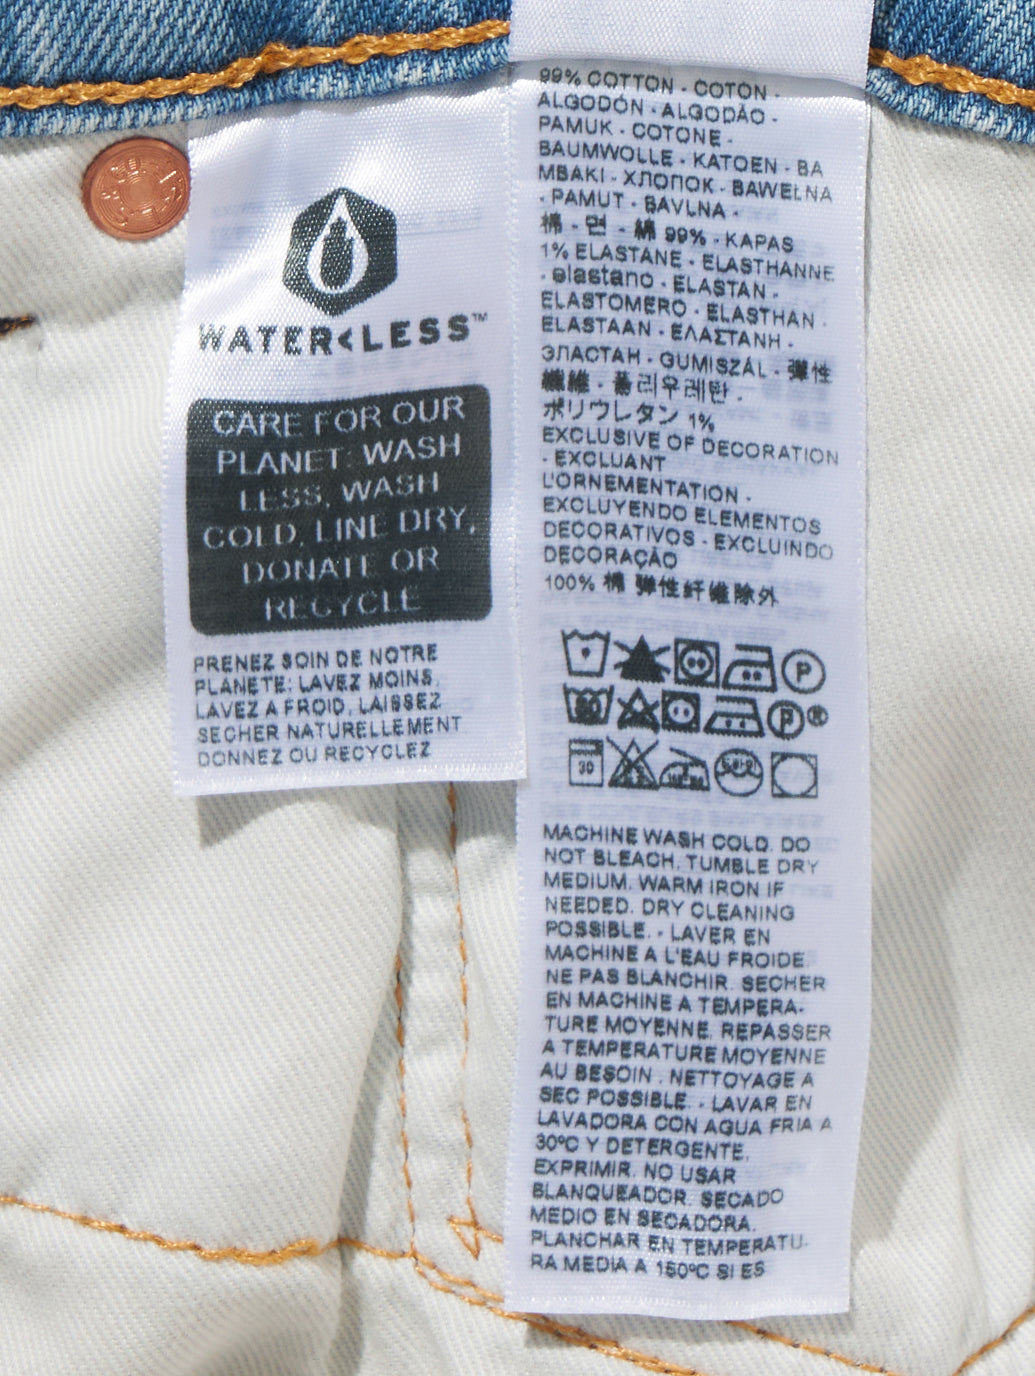 WATER<LESS™
CARE FOR OUR
PLANET: WASH
LESS, WASH
COLD, LINE DRY,
DONATE OR
RECYCLE
PRENEZ SOIN DE NOTRE
PLANETE: LAVEZ MOINS,
LAVEZ A FROID, LAISSEZ
SECHER NATURELLEMENT
DONNEZ OU RECYCLEZ
99% COTTON - COTON -
ALGODÓN - ALGODÃO -
PAMUK - COTONE -
BAUMWOLLE - KATOEN - BA
MBAKI - ХЛОПОК - BAWEŁNA
- PAMUT - BAVLNA -
棉 - 면 - 綿 99% - KAPAS
1% ELASTANE - ELASTHANNE
- elastano - ELASTAN -
ELASTOMERO - ELASTHAN -
ELASTAAN - ΕΛΑΣΤΑΝΗ -
ЭЛАСТАН - GUMISZÁL - 彈性
纖維 - 폴리우레탄 -
ポリウレタン 1%
EXCLUSIVE OF DECORATION
- EXCLUANT
L'ORNEMENTATION -
EXCLUYENDO ELEMENTOS
DECORATIVOS - EXCLUINDO
DECORAÇÃO
100% 棉 弹性纤维除外
P
P®
30
MACHINE WASH COLD. DO
NOT BLEACH. TUMBLE DRY
MEDIUM. WARM IRON IF
NEEDED. DRY CLEANING
POSSIBLE. - LAVER EN
MACHINE A L'EAU FROIDE.
NE PAS BLANCHIR. SECHER
EN MACHINE A TEMPERA-
TURE MOYENNE. REPASSER
A TEMPERATURE MOYENNE
AU BESOIN . NETTOYAGE A
SEC POSSIBLE. - LAVAR EN
LAVADORA CON AGUA FRIA A
30ºC Y DETERGENTE.
EXPRIMIR. NO USAR
BLANQUEADOR. SECADO
MEDIO EN SECADORA.
PLANCHAR EN TEMPERATU-
RA MEDIA A 150ºC SI ES